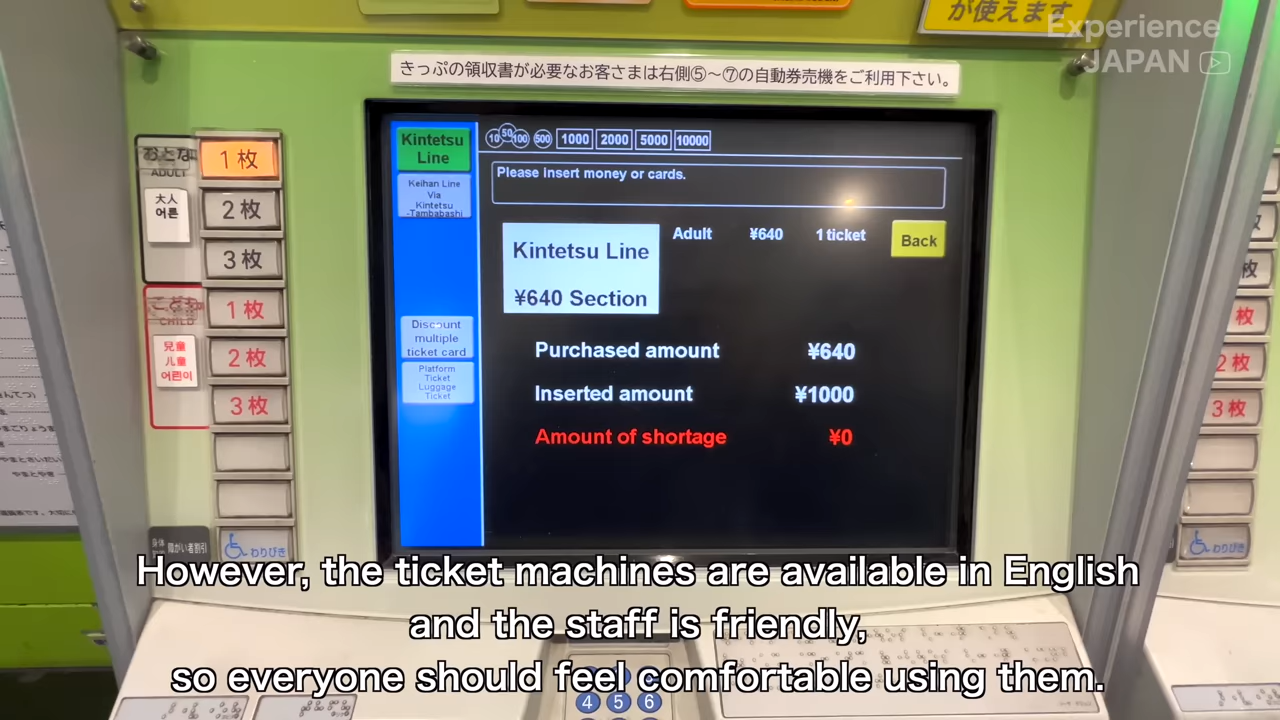 が使えます
Experience
JAPAN
きっぷの領収書が必要なお客さまは右側⑤～⑦の自動券売機をご利用下さい。
おとな
ADULT
大人
어른
1枚
2枚
3枚
こども
CHILD
兒童
儿童
어린이
1枚
2枚
3枚
障がい者割引
わりびき
Kintetsu
Line
Keihan Line
Via
Kintetsu
-Tambabashi
Discount
multiple
ticket card
Platform
Ticket
Luggage
Ticket
10 50 100 500 1000 2000 5000 10000
Please insert money or cards.
Kintetsu Line
¥640 Section
Adult ¥640 1 ticket
Back
Purchased amount ¥640
Inserted amount ¥1000
Amount of shortage ¥0
枚
枚
2枚
3枚
わりびき
However, the ticket machines are available in English
and the staff is friendly,
so everyone should feel comfortable using them.
4 5 6